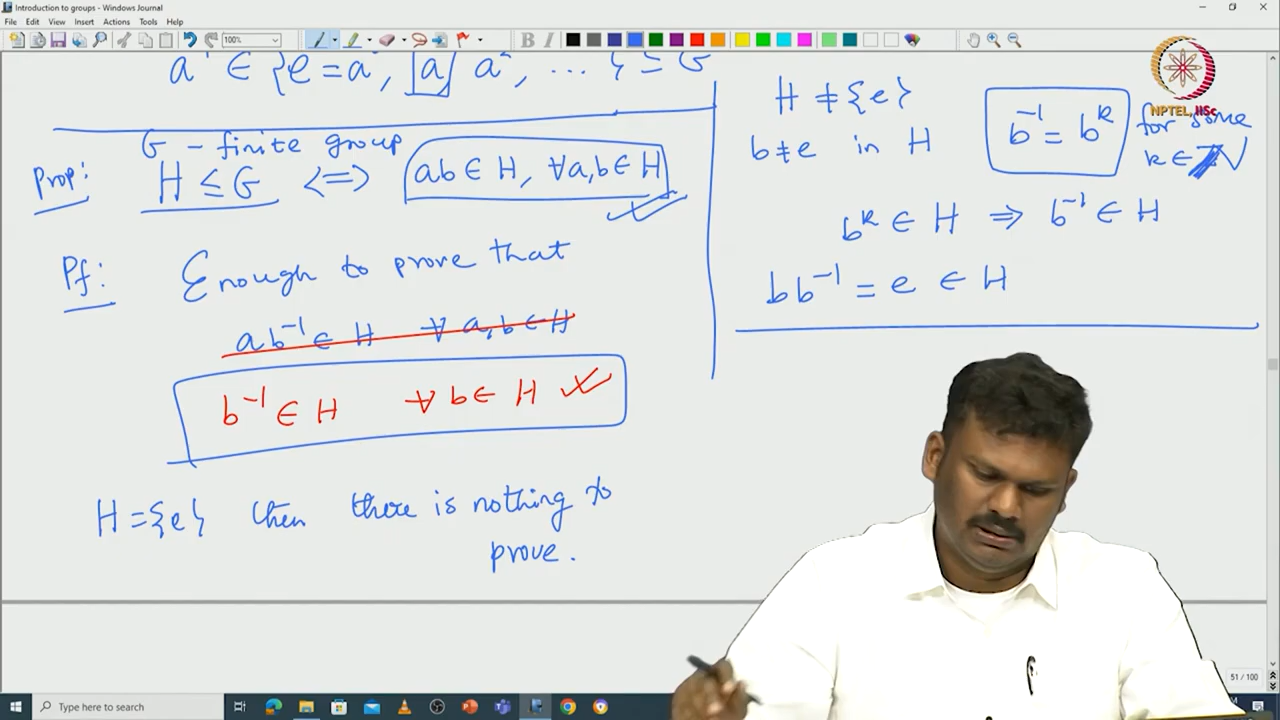 Introduction to groups - Windows Journal
File Edit View Insert Actions Tools Help
100%
B I
a ∈ {e = a, a, a², ... } ≤ G
G - finite group
Prop: H ≤ G <=> ab ∈ H, ∀a,b ∈ H
Pf: Enough to prove that
ab⁻¹ ∈ H ∀ a,b ∈ H
b⁻¹ ∈ H ∀ b ∈ H
H = {e} then there is nothing to
prove.
H ≠ {e}
b ≠ e in H
b⁻¹ = bᵏ for some
k ∈ N
bᵏ ∈ H ⇒ b⁻¹ ∈ H
bb⁻¹ = e ∈ H
NPTEL, IISc
51 / 100
Type here to search